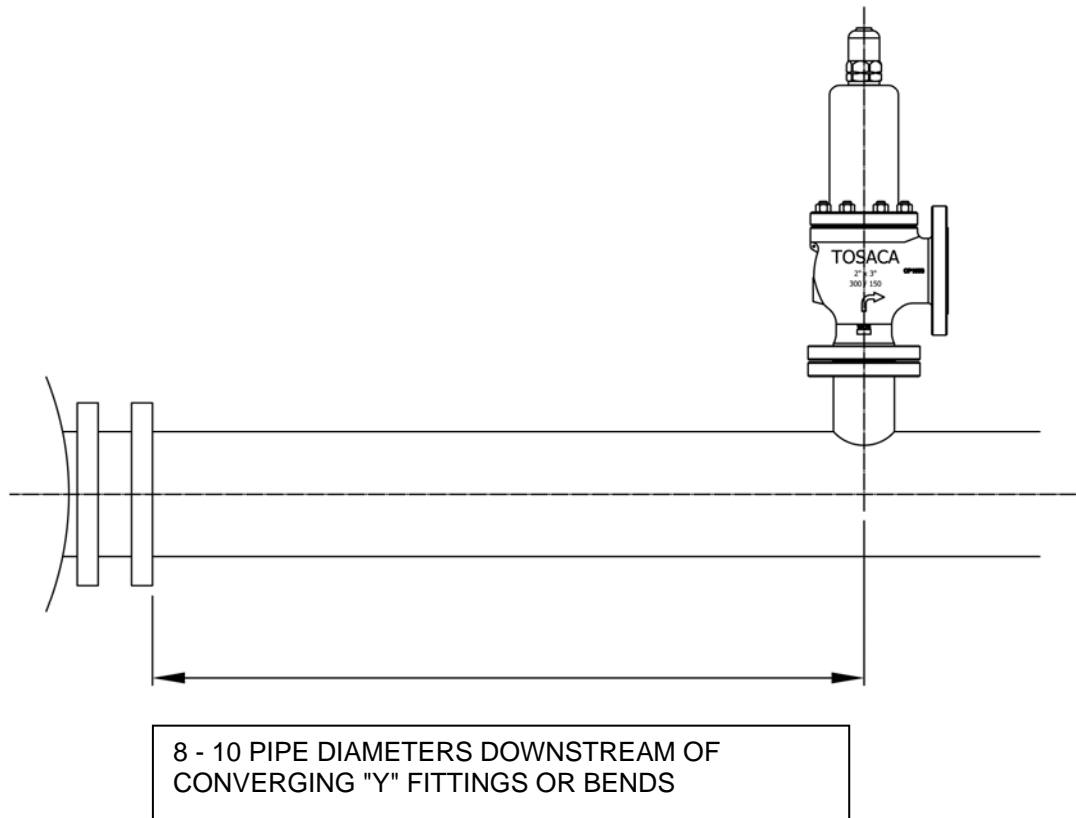 TOSACA
2" x 3"
300 / 150
8 - 10 PIPE DIAMETERS DOWNSTREAM OF
CONVERGING "Y" FITTINGS OR BENDS